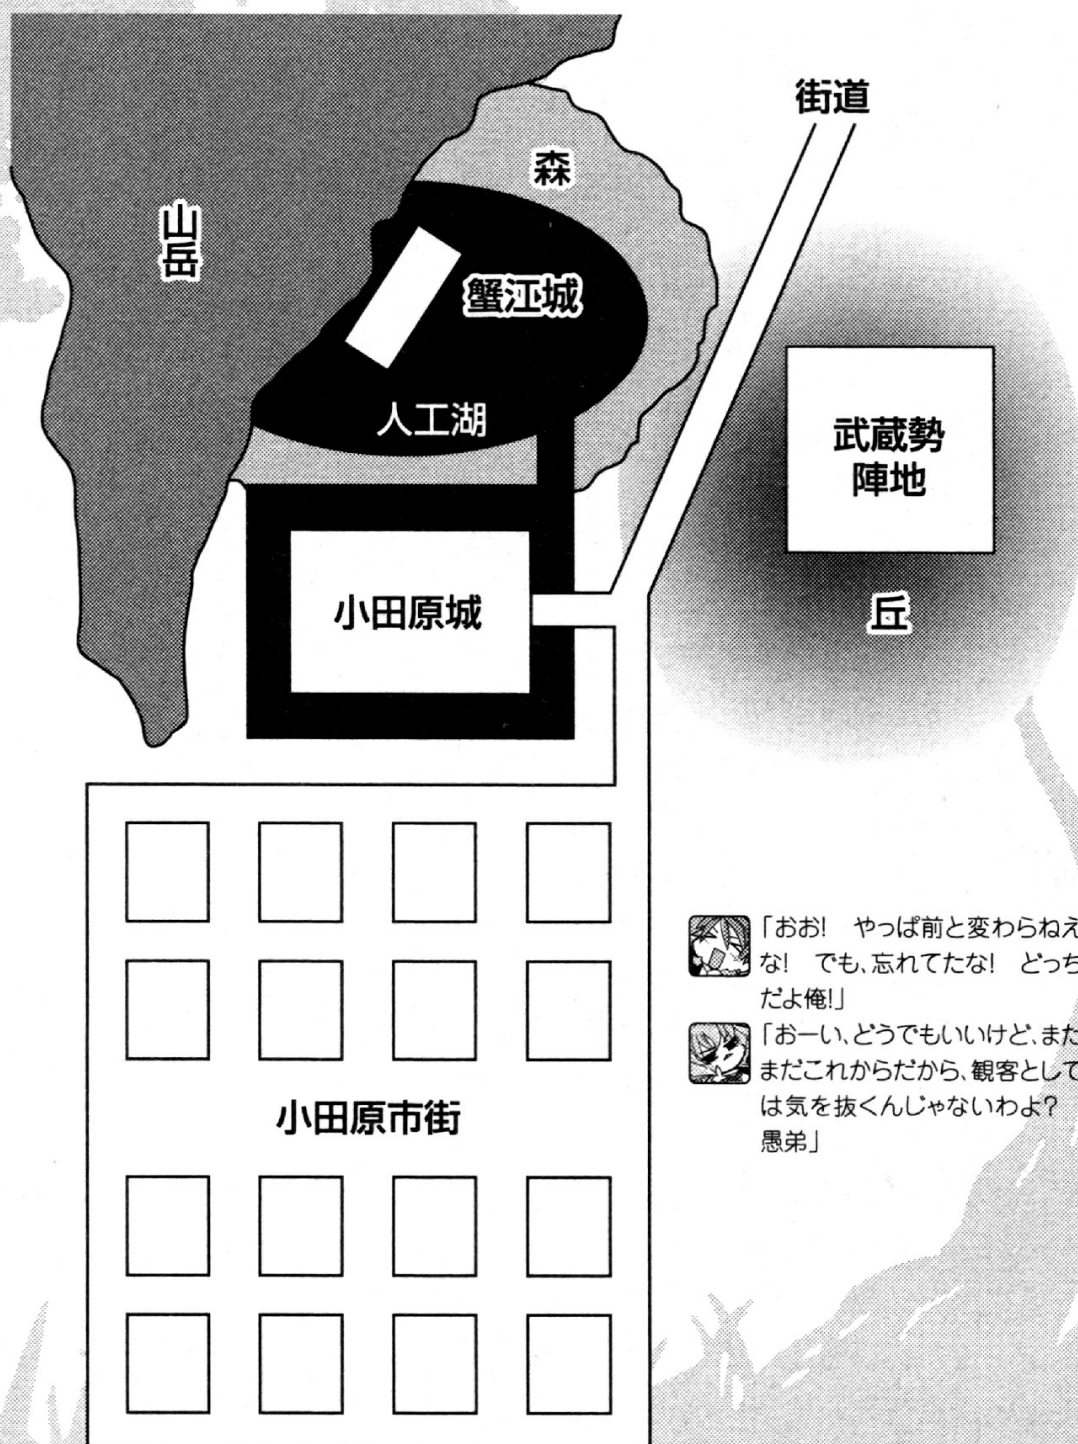 街道
森
山岳
蟹江城
人工湖
武蔵勢
陣地
丘
小田原城
「おお!　やっぱ前と変わらねえ
な!　でも、忘れてたな!　どっち
だよ俺!」
「おーい、どうでもいいけど、まだ
まだこれからだから、観客として
は気を抜くんじゃないわよ?
愚弟」
小田原市街